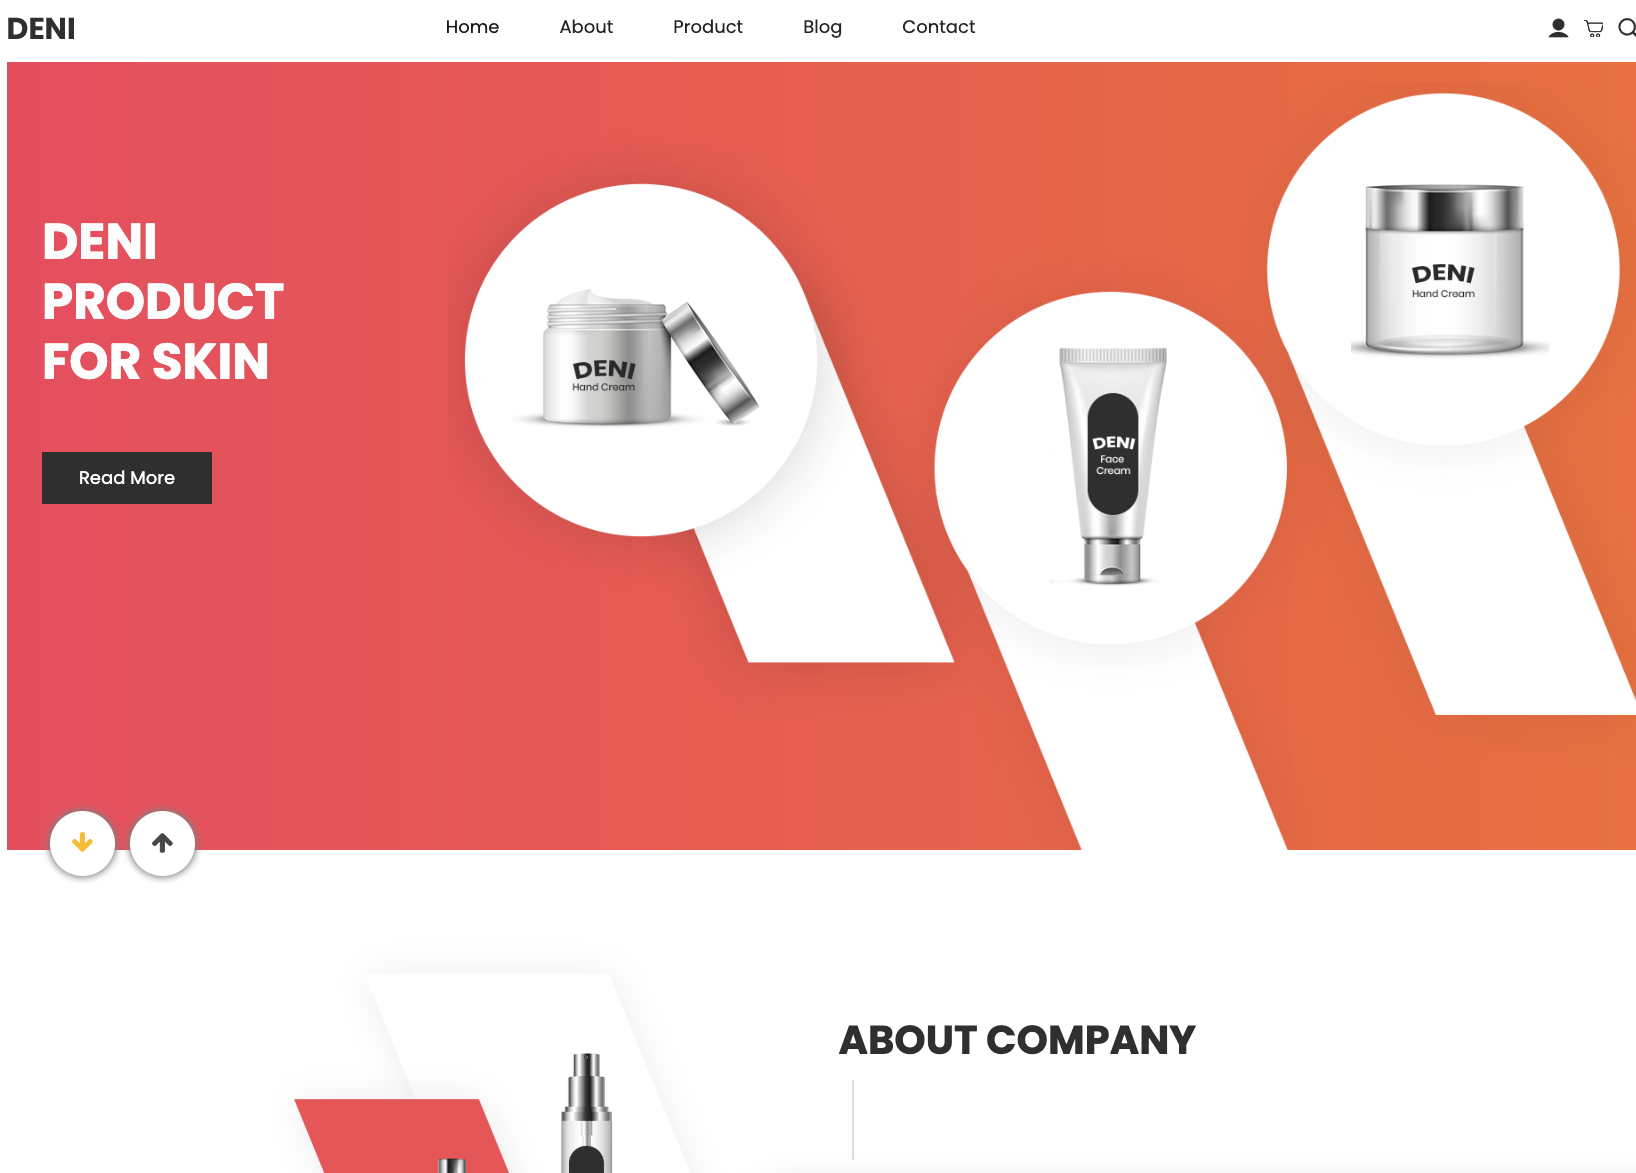 DENI
Home
About
Product
Blog
Contact
DENI
PRODUCT
FOR SKIN
Read More
DENI
Hand Cream
DENI
Face
Cream
DENI
Hand Cream
ABOUT COMPANY